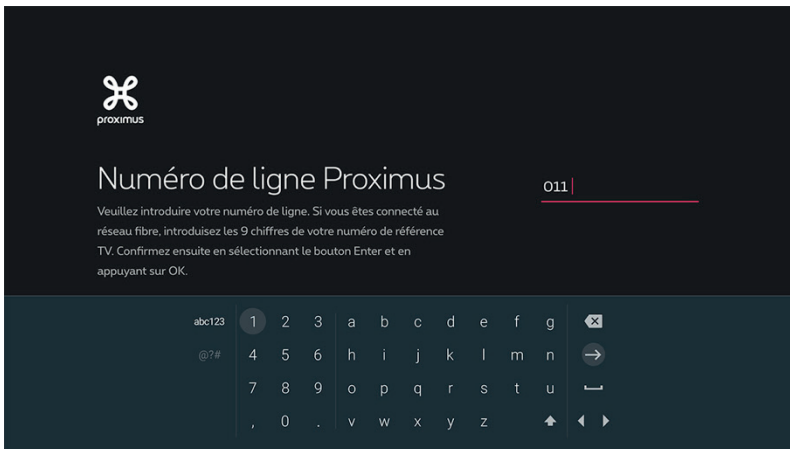 proximus
Numéro de ligne Proximus
Veuillez introduire votre numéro de ligne. Si vous êtes connecté au
réseau fibre, introduisez les 9 chiffres de votre numéro de référence
TV. Confirmez ensuite en sélectionnant le bouton Enter et en
appuyant sur OK.
011
abc123 1 2 3 a b c d e f g
@?# 4 5 6 h i j k l m n
7 8 9 o p q r s t u
, 0 . v w x y z